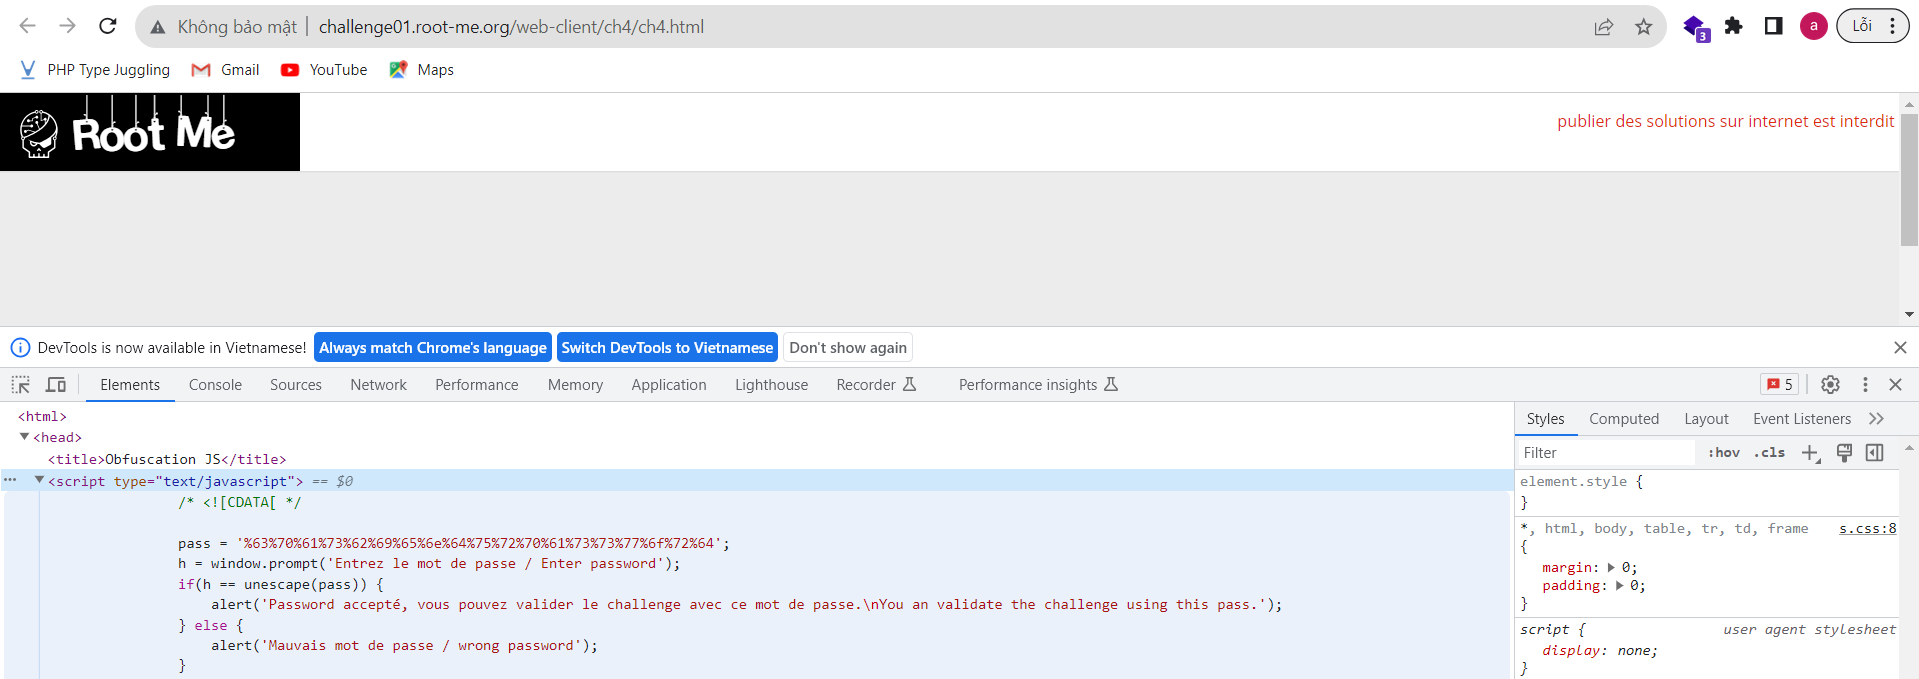 Không bảo mật | challenge01.root-me.org/web-client/ch4/ch4.html
3
a
Lỗi
PHP Type Juggling Gmail YouTube Maps
Root Me
publier des solutions sur internet est interdit
DevTools is now available in Vietnamese! Always match Chrome's language Switch DevTools to Vietnamese Don't show again
Elements Console Sources Network Performance Memory Application Lighthouse Recorder Performance insights 5
<html>
<head>
<title>Obfuscation JS</title>
<script type="text/javascript"> == $0
/* <![CDATA[ */
pass = '%63%70%61%73%62%69%65%6e%64%75%72%70%61%73%73%77%6f%72%64';
h = window.prompt('Entrez le mot de passe / Enter password');
if(h == unescape(pass)) {
alert('Password accepté, vous pouvez valider le challenge avec ce mot de passe.\nYou an validate the challenge using this pass.');
} else {
alert('Mauvais mot de passe / wrong password');
}
Styles Computed Layout Event Listeners
Filter :hov .cls
element.style {
}
*, html, body, table, tr, td, frame s.css:8
{
margin: 0;
padding: 0;
}
script { user agent stylesheet
display: none;
}